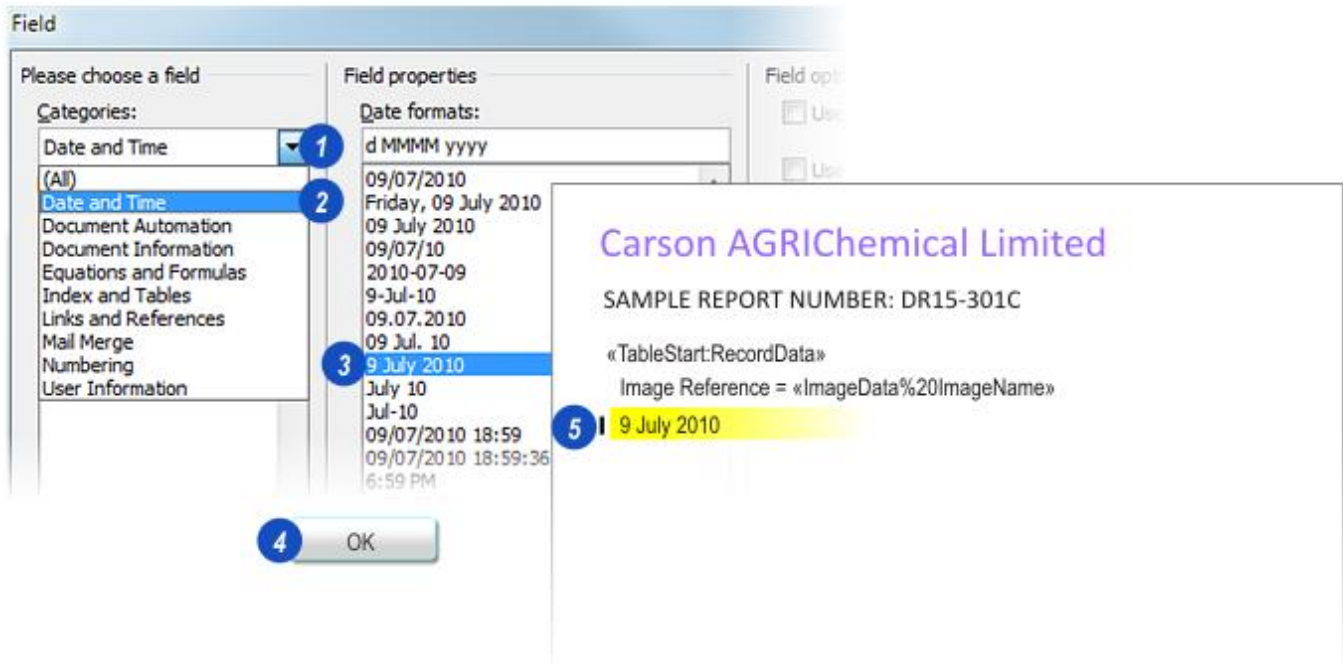 Field
Please choose a field
Categories:
Date and Time
1
(All)
Date and Time
2
Document Automation
Document Information
Equations and Formulas
Index and Tables
Links and References
Mail Merge
Numbering
User Information
Field properties
Date formats:
d MMMM yyyy
09/07/2010
Friday, 09 July 2010
09 July 2010
09/07/10
2010-07-09
9-Jul-10
09.07.2010
09 Jul. 10
3
9 July 2010
July 10
Jul-10
09/07/2010 18:59
09/07/2010 18:59:36
6:59 PM
Field opt
Use
Use
4
OK
Carson AGRIChemical Limited
SAMPLE REPORT NUMBER: DR15-301C
«TableStart:RecordData»
Image Reference = «ImageData%20ImageName»
5
9 July 2010